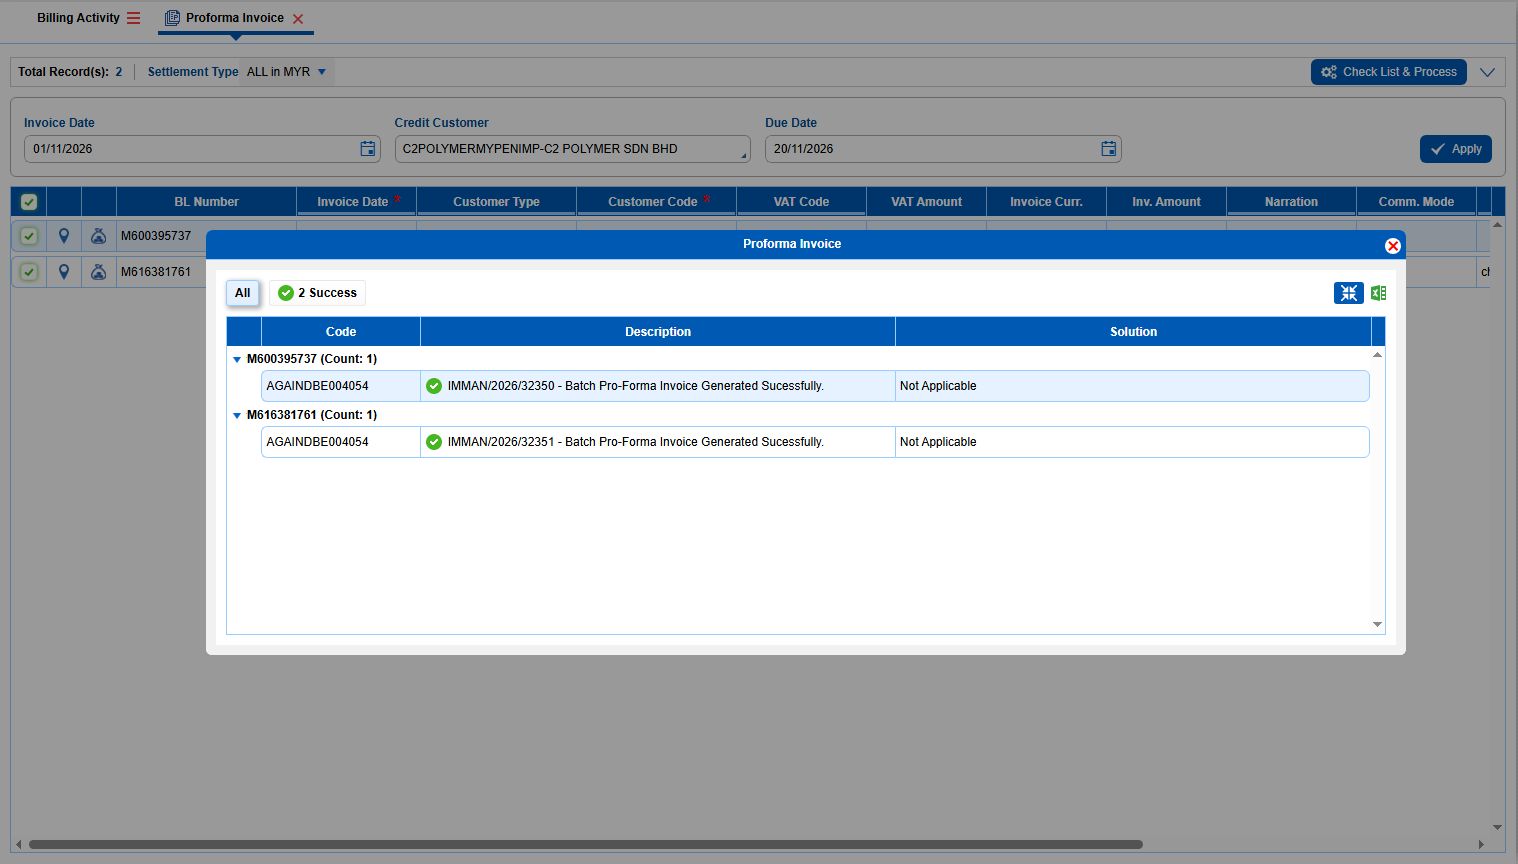 Billing Activity
Proforma Invoice
Total Record(s): 2
Settlement Type ALL in MYR
Check List & Process
Invoice Date
Credit Customer
Due Date
01/11/2026
C2POLYMERMYPENIMP-C2 POLYMER SDN BHD
20/11/2026
Apply
BL Number Invoice Date * Customer Type Customer Code * VAT Code VAT Amount Invoice Curr. Inv. Amount Narration Comm. Mode
M600395737
M616381761
Proforma Invoice
All
2 Success
Code Description Solution
M600395737 (Count: 1)
AGAINDBE004054 IMMAN/2026/32350 - Batch Pro-Forma Invoice Generated Sucessfully. Not Applicable
M616381761 (Count: 1)
AGAINDBE004054 IMMAN/2026/32351 - Batch Pro-Forma Invoice Generated Sucessfully. Not Applicable